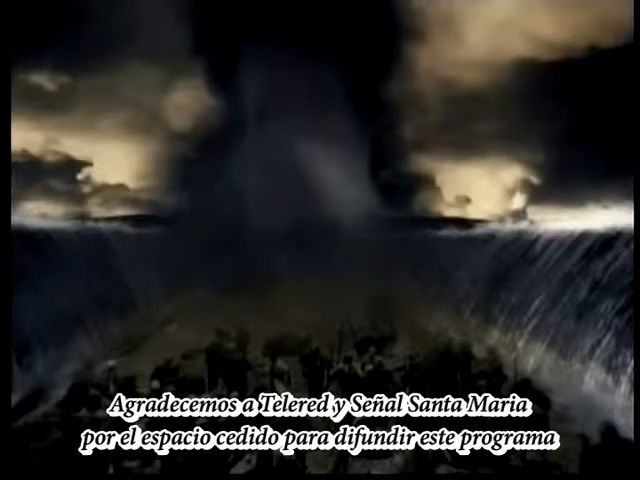 Agradecemos a Telered y Señal Santa Maria
por el espacio cedido para difundir este programa